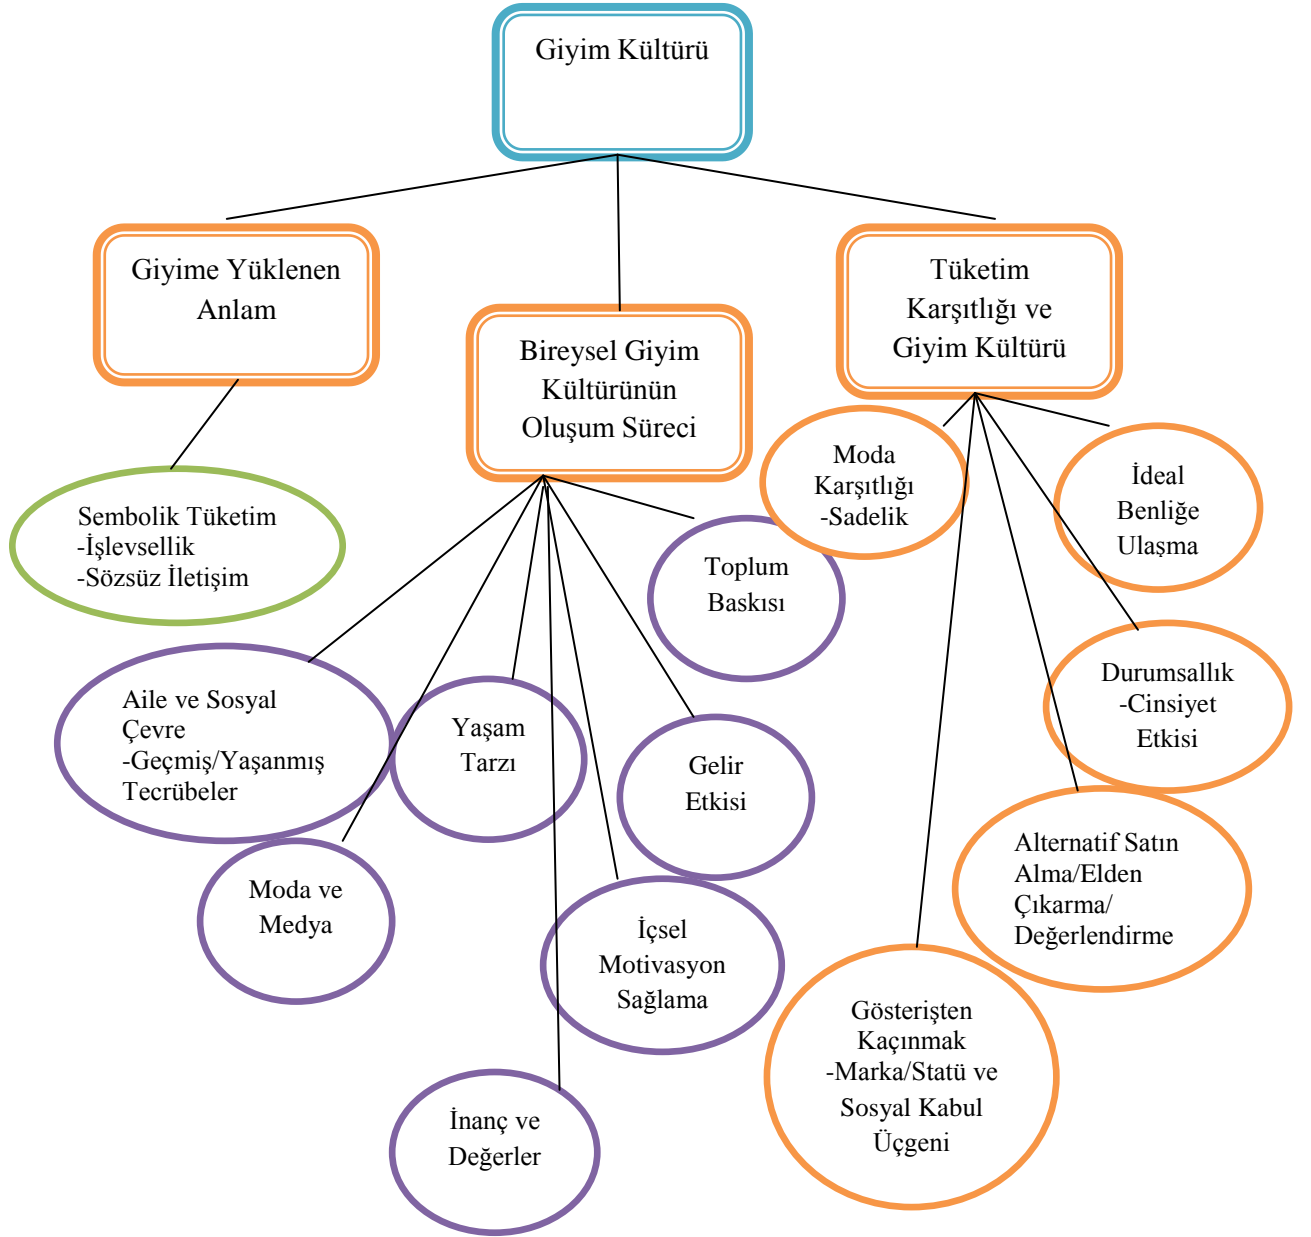 Giyim Kültürü
Giyime Yüklenen
Anlam
Bireysel Giyim
Kültürünün
Oluşum Süreci
Tüketim
Karşıtlığı ve
Giyim Kültürü
Sembolik Tüketim
-İşlevsellik
-Sözsüz İletişim
Aile ve Sosyal
Çevre
-Geçmiş/Yaşanmış
Tecrübeler
Moda ve
Medya
Yaşam
Tarzı
İnanç ve
Değerler
İçsel
Motivasyon
Sağlama
Gelir
Etkisi
Toplum
Baskısı
Moda
Karşıtlığı
-Sadelik
İdeal
Benliğe
Ulaşma
Durumsallık
-Cinsiyet
Etkisi
Alternatif Satın
Alma/Elden
Çıkarma/
Değerlendirme
Gösterişten
Kaçınmak
-Marka/Statü ve
Sosyal Kabul
Üçgeni